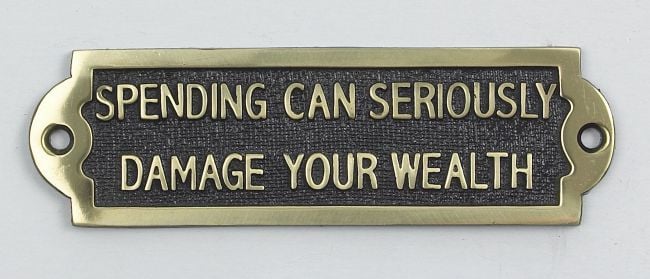 SPENDING CAN SERIOUSLY
DAMAGE YOUR WEALTH